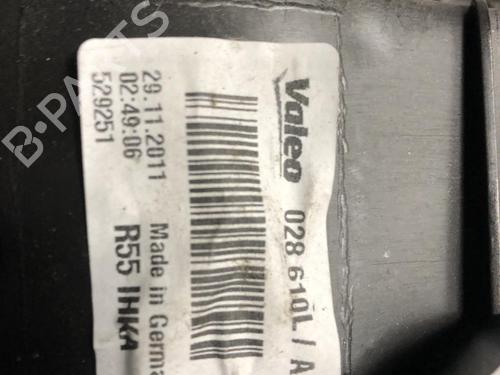 Valeo
028 610L / A
29.11.2011
02:49:06
529251
Made in Germa
R55 IHKA
B-PARTS